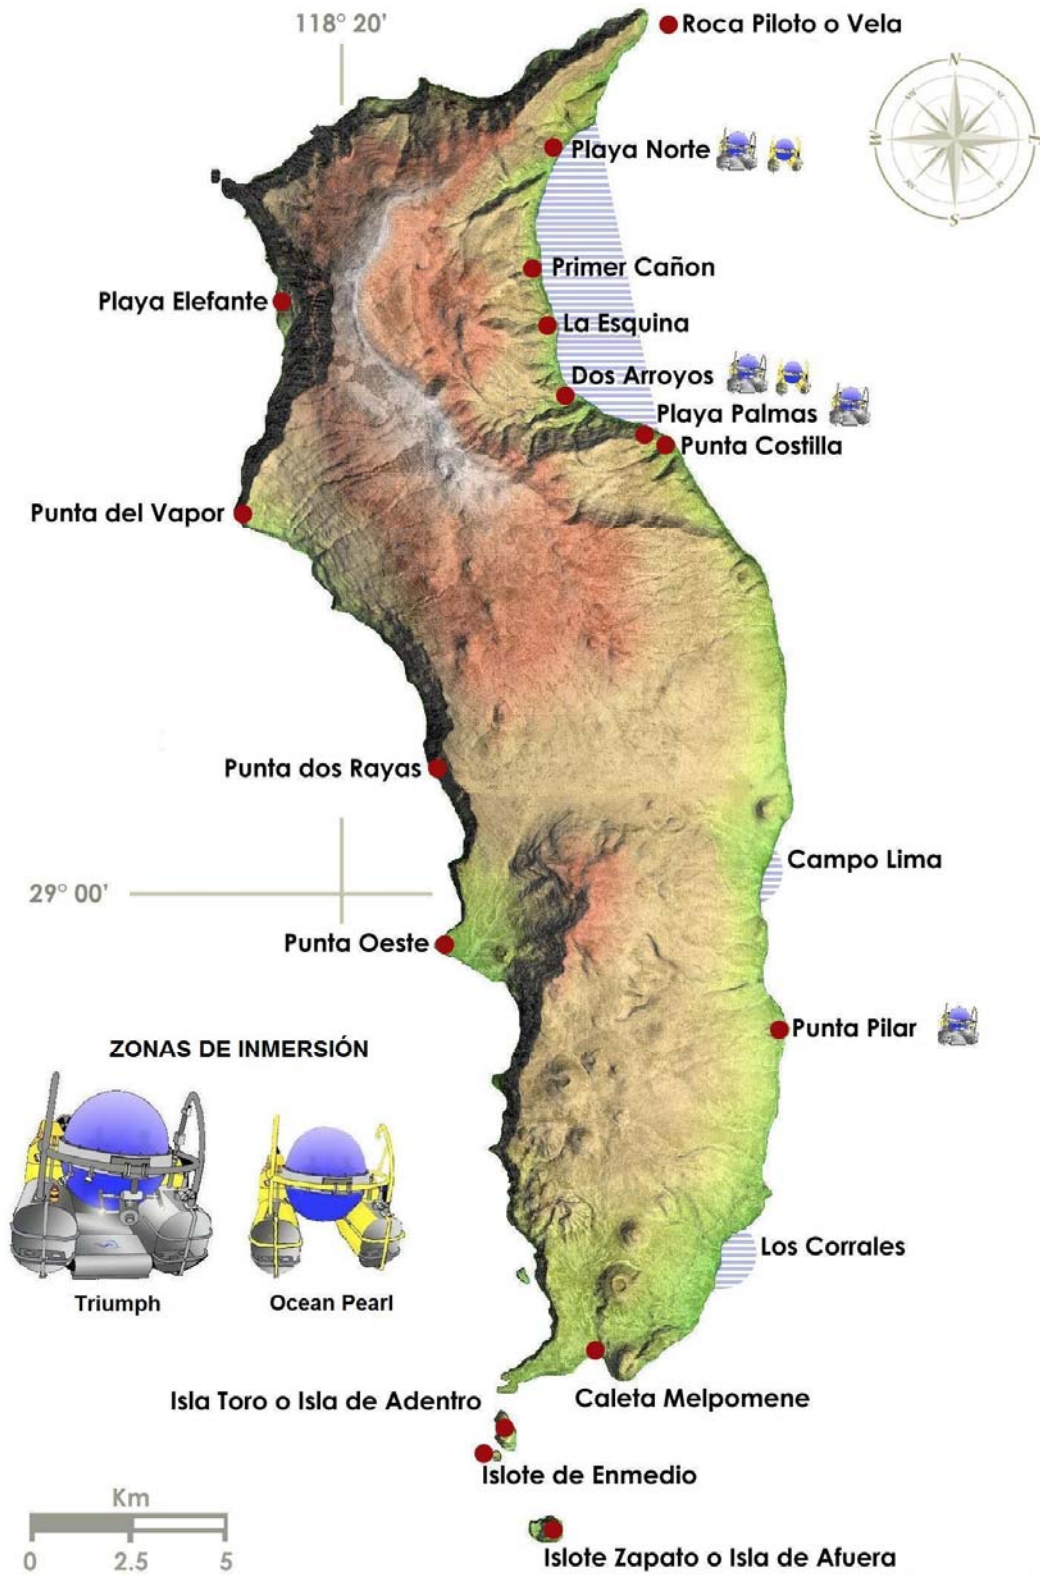 118° 20'
Roca Piloto o Vela
N
W
S
Playa Norte
Primer Cañon
Playa Elefante
La Esquina
Dos Arroyos
Playa Palmas
Punta Costilla
Punta del Vapor
Punta dos Rayas
Campo Lima
29° 00'
Punta Oeste
Punta Pilar
ZONAS DE INMERSIÓN
Triumph
Ocean Pearl
Los Corrales
Isla Toro o Isla de Adentro
Caleta Melpomene
Islote de Enmedio
Km
0 2.5 5
Islote Zapato o Isla de Afuera